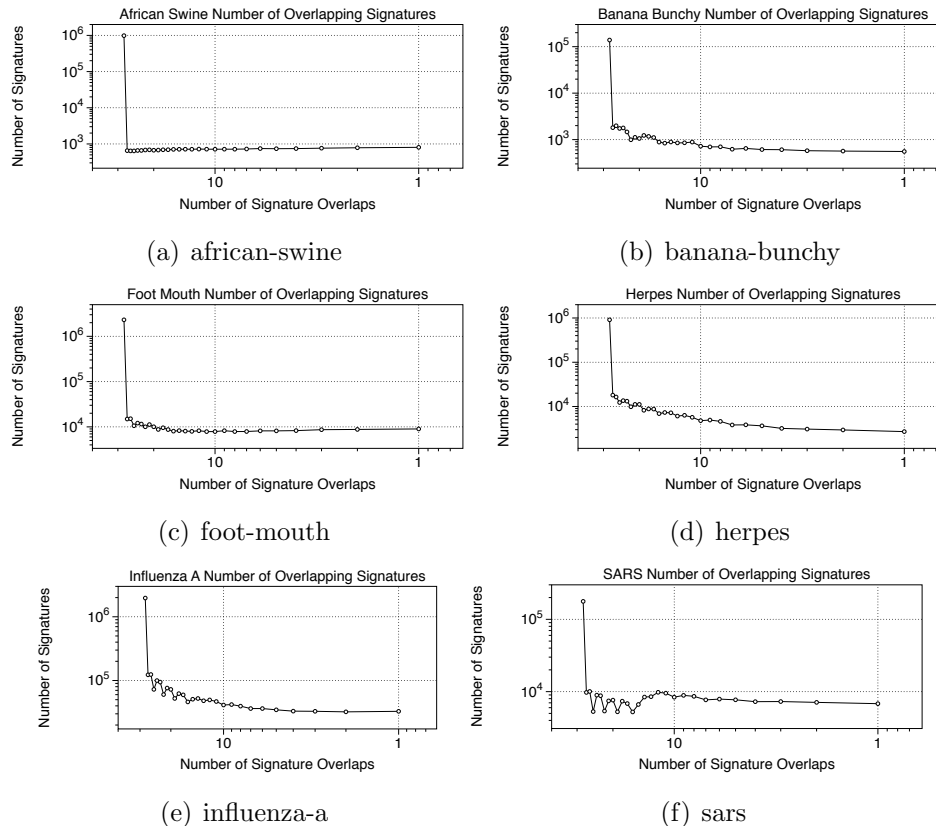 African Swine Number of Overlapping Signatures
Number of Signatures
10^6
10^5
10^4
10^3
10
1
Number of Signature Overlaps
(a) african-swine
Banana Bunchy Number of Overlapping Signatures
Number of Signatures
10^5
10^4
10^3
10
1
Number of Signature Overlaps
(b) banana-bunchy
Foot Mouth Number of Overlapping Signatures
Number of Signatures
10^6
10^5
10^4
10
1
Number of Signature Overlaps
(c) foot-mouth
Herpes Number of Overlapping Signatures
Number of Signatures
10^6
10^5
10^4
10
1
Number of Signature Overlaps
(d) herpes
Influenza A Number of Overlapping Signatures
Number of Signatures
10^6
10^5
10
1
Number of Signature Overlaps
(e) influenza-a
SARS Number of Overlapping Signatures
Number of Signatures
10^5
10^4
10
1
Number of Signature Overlaps
(f) sars